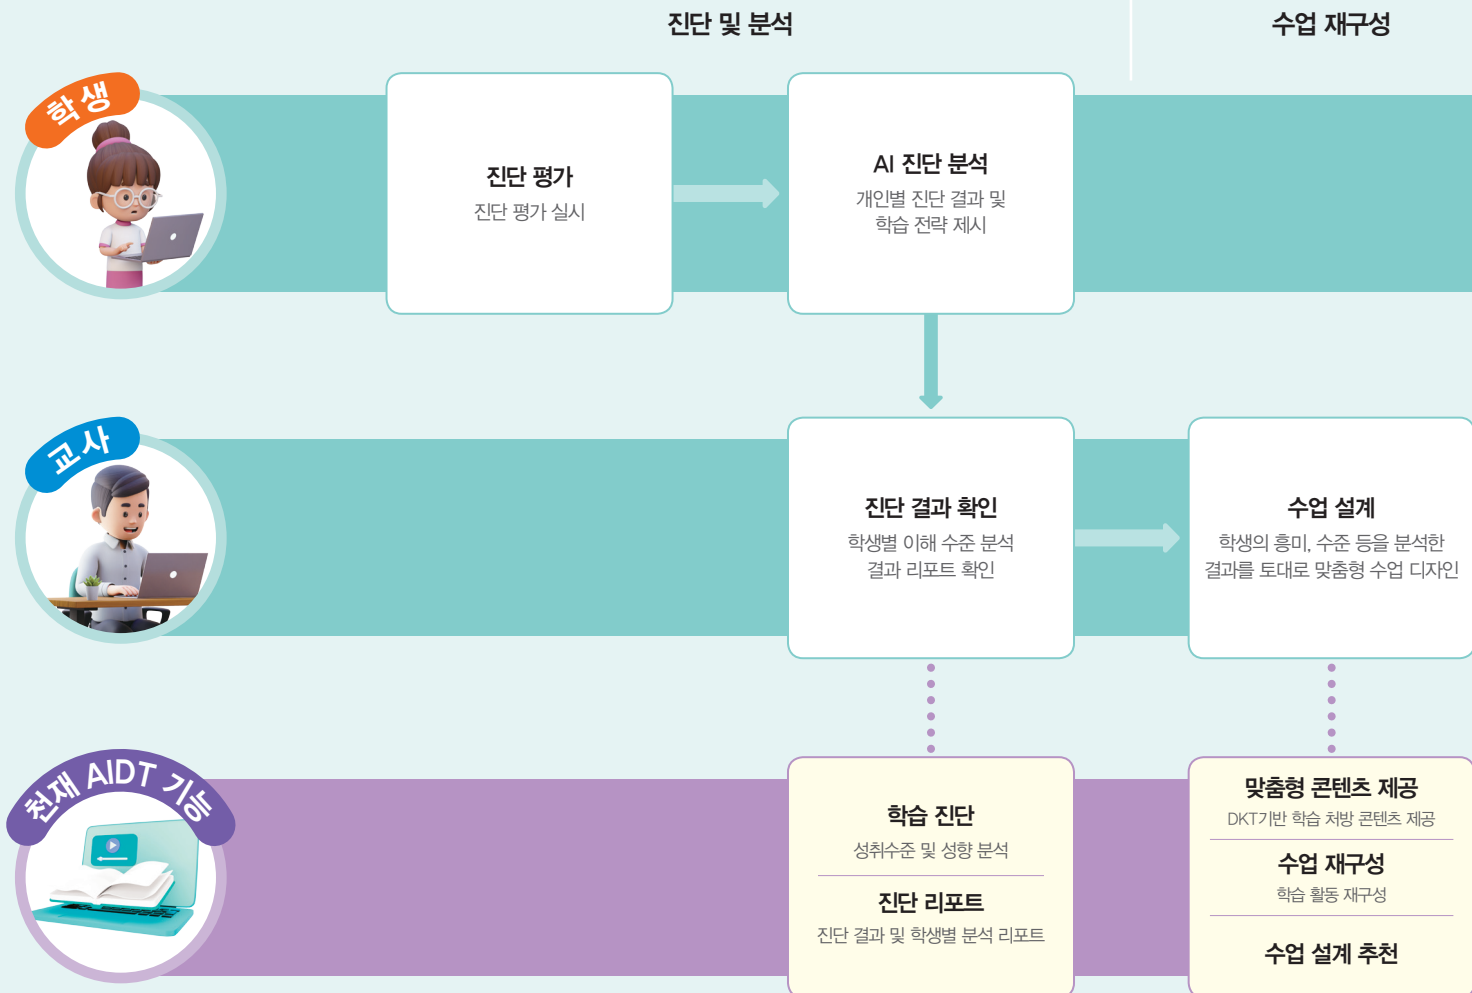 진단 및 분석
수업 재구성
학생
진단 평가
진단 평가 실시
AI 진단 분석
개인별 진단 결과 및
학습 전략 제시
교사
진단 결과 확인
학생별 이해 수준 분석
결과 리포트 확인
수업 설계
학생의 흥미, 수준 등을 분석한
결과를 토대로 맞춤형 수업 디자인
천재 AIDT 기능
학습 진단
성취수준 및 성향 분석
진단 리포트
진단 결과 및 학생별 분석 리포트
맞춤형 콘텐츠 제공
DKT기반 학습 처방 콘텐츠 제공
수업 재구성
학습 활동 재구성
수업 설계 추천